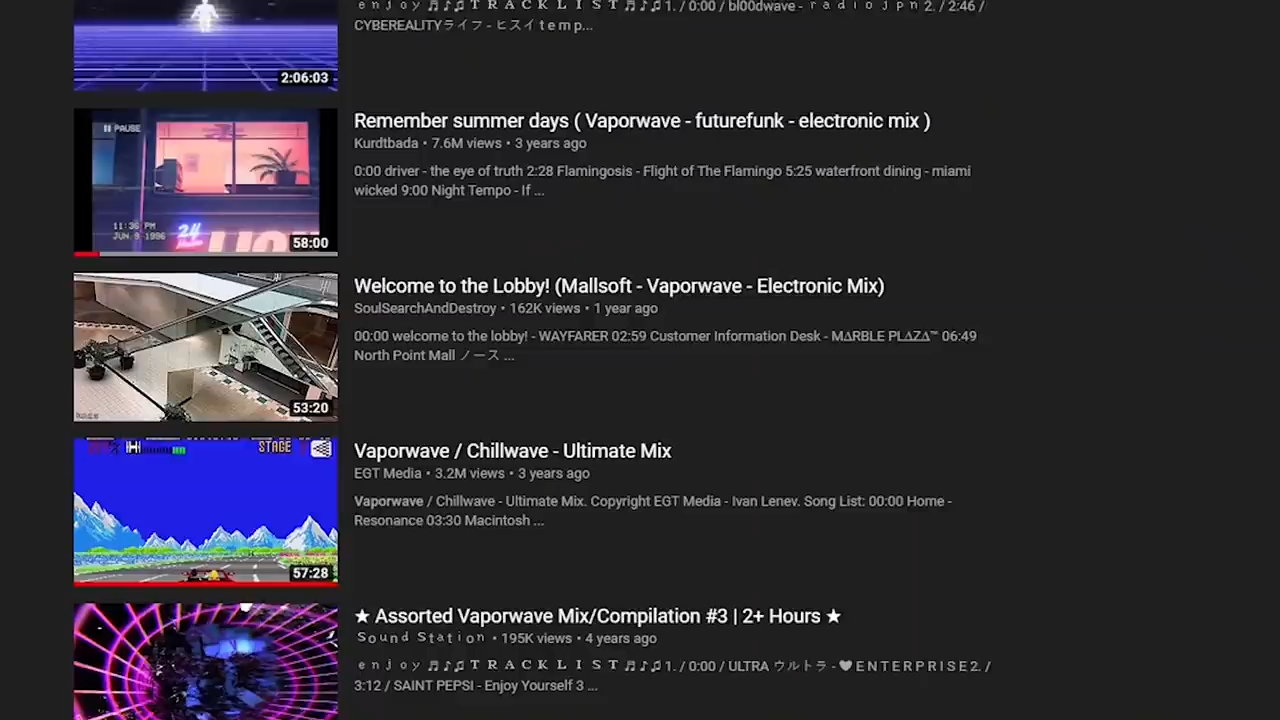 ｅｎｊｏｙ ♬♪♫ＴＲＡＣＫＬＩＳＴ♬♪♫ 1. / 0:00 / bl00dwave - ｒａｄｉｏｊｐｎ 2. / 2:46 /
CYBEREALITYライフ - ヒスイ t e m p...
2:06:03
Remember summer days ( Vaporwave - futurefunk - electronic mix )
Kurdtbada • 7.6M views • 3 years ago
0:00 driver - the eye of truth 2:28 Flamingosis - Flight of The Flamingo 5:25 waterfront dining - miami
wicked 9:00 Night Tempo - If ...
PAUSE
11:36 PM
JUN. 9 1996
24
58:00
Welcome to the Lobby! (Mallsoft - Vaporwave - Electronic Mix)
SoulSearchAndDestroy • 162K views • 1 year ago
00:00 welcome to the lobby! - WAYFARER 02:59 Customer Information Desk - MΔRBLE PLΔZΔ™ 06:49
North Point Mall ノース ...
53:20
Vaporwave / Chillwave - Ultimate Mix
EGT Media • 3.2M views • 3 years ago
Vaporwave / Chillwave - Ultimate Mix. Copyright EGT Media - Ivan Lenev. Song List: 00:00 Home -
Resonance 03:30 Macintosh ...
STAGE
57:28
★ Assorted Vaporwave Mix/Compilation #3 | 2+ Hours ★
Ｓｏｕｎｄ Ｓｔａｔｉｏｎ • 195K views • 4 years ago
ｅｎｊｏｙ ♬♪♫ＴＲＡＣＫＬＩＳＴ♬♪♫ 1. / 0:00 / ULTRA ウルトラ - ♥ＥＮＴＥＲＰＲＩＳＥ 2. /
3:12 / SAINT PEPSI - Enjoy Yourself 3 ...